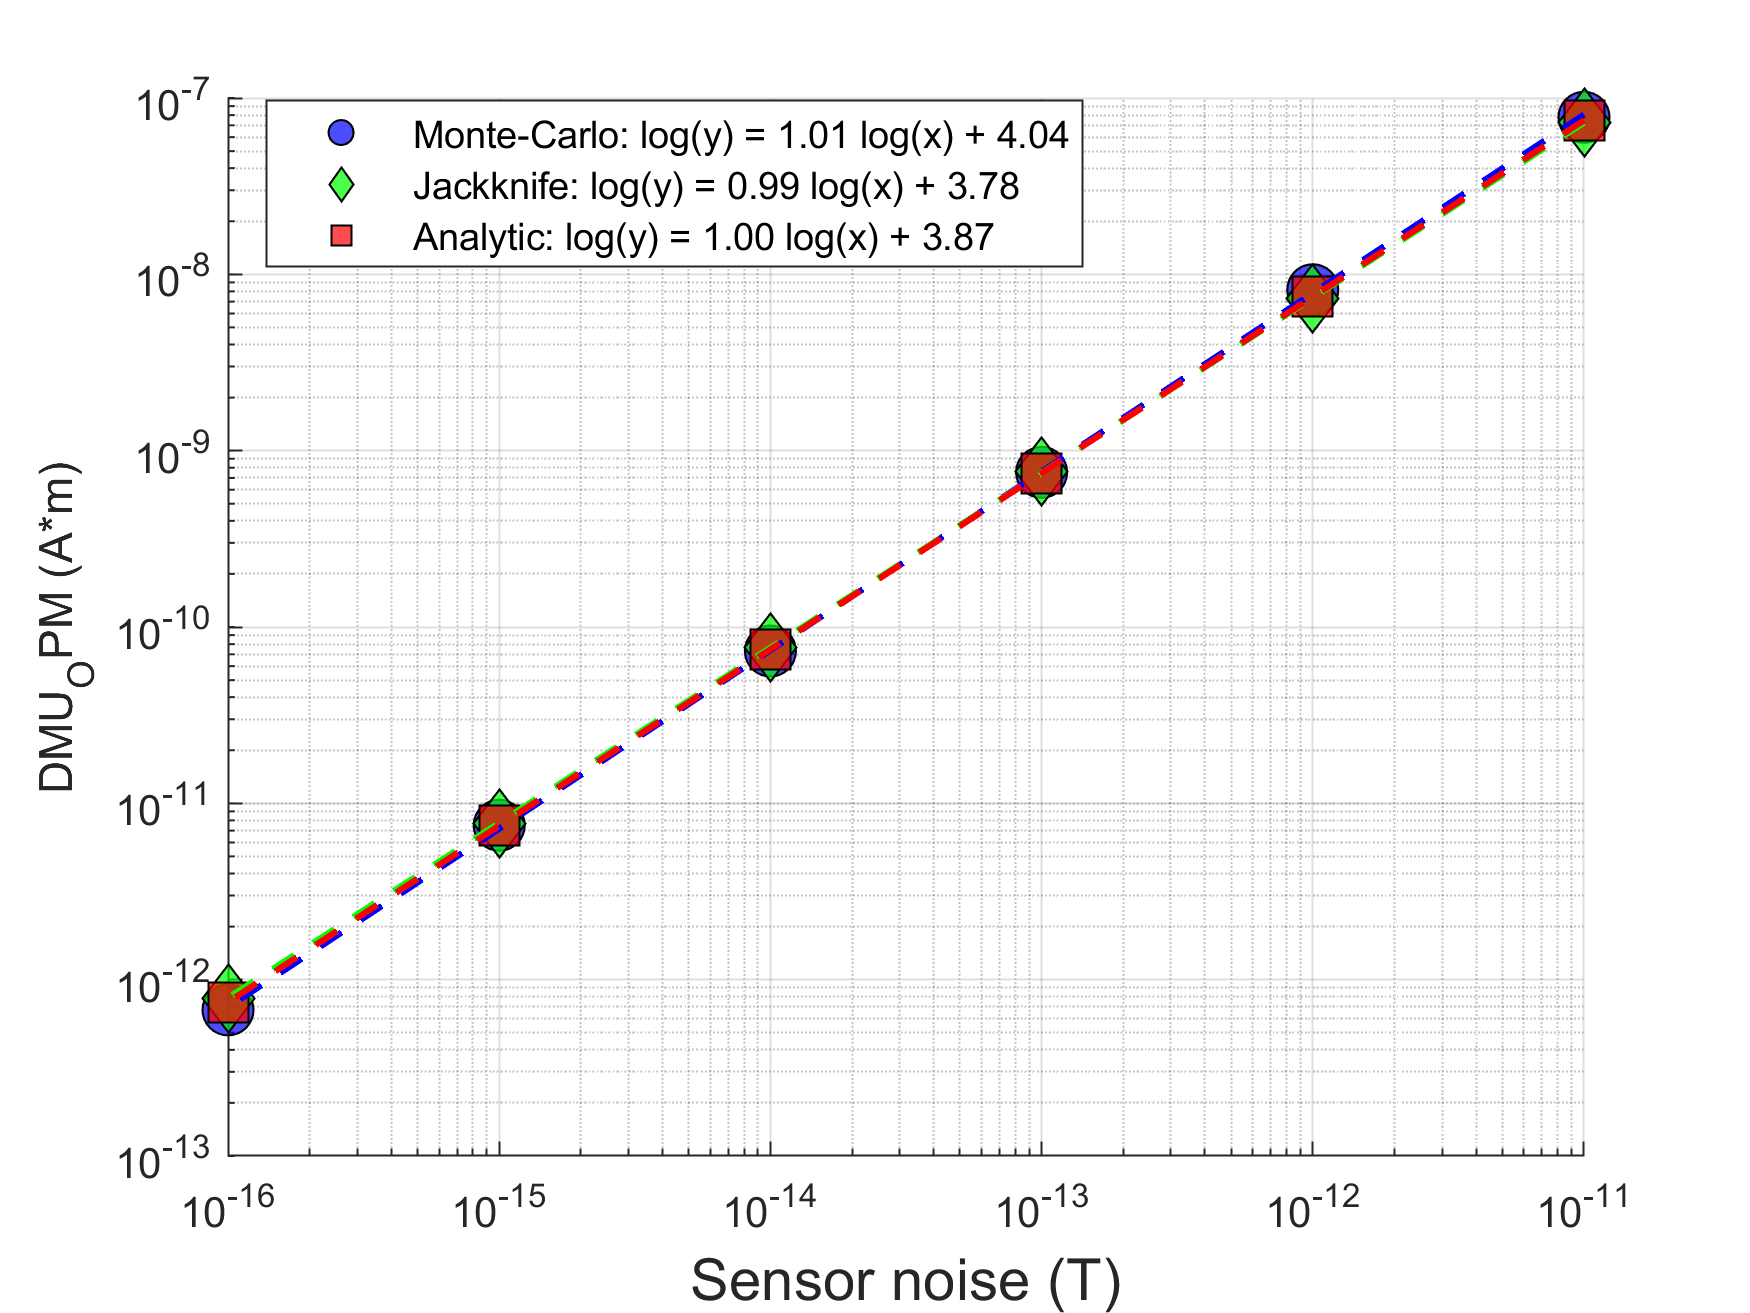 Monte-Carlo: log(y) = 1.01 log(x) + 4.04
Jackknife: log(y) = 0.99 log(x) + 3.78
Analytic: log(y) = 1.00 log(x) + 3.87
10^-7
10^-8
10^-9
10^-10
10^-11
10^-12
10^-13
DMU_OPM (A*m)
10^-16 10^-15 10^-14 10^-13 10^-12 10^-11
Sensor noise (T)